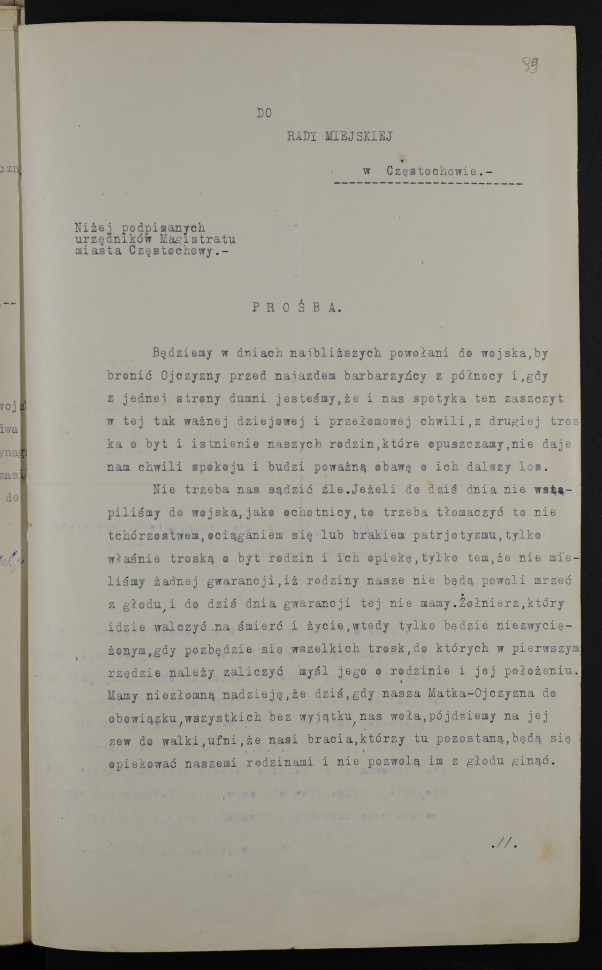 99
DO
RADY MIEJSKIEJ
w Częstochowie.-
Niżej podpisanych
urzędników Magistratu
miasta Częstochowy.-
P R O Ś B A.
Będziemy w dniach najbliższych powołani do wojska,by
bronić Ojczyzny przed najazdem barbarzyńcy z północy i,gdy
z jednej strony dumni jesteśmy,że i nas spotyka ten zaszczyt
w tej tak ważnej dziejowej i przełomowej chwili,z drugiej tros
ka o byt i istnienie naszych rodzin,które opuszczamy,nie daje
nam chwili spokoju i budzi poważną obawę o ich dalszy los.
Nie trzeba nas sądzić źle.Jeżeli do dziś dnia nie wstą-
piliśmy do wojska,jako ochotnicy,to trzeba tłomaczyć to nie
tchórzostwem,ociąganiem się lub brakiem patrjotyzmu,tylko
właśnie troską o byt rodzin i ich opiekę,tylko tem,że nie mie-
liśmy żadnej gwarancji,iż rodziny nasze nie będą powoli mrzeć
z głodu,i do dziś dnia gwarancji tej nie mamy.Żołnierz,który
idzie walczyć na śmierć i życie,wtedy tylko będzie niezwycię-
żonym,gdy pozbędzie się wszelkich trosk,do których w pierwszym
rzędzie należy zaliczyć myśl jego o rodzinie i jej położeniu.
Mamy niezłomną nadzieję,że dziś,gdy nasza Matka-Ojczyzna do
obowiązku,wszystkich bez wyjątku,nas woła,pójdziemy na jej
zew do walki,ufni,że nasi bracia,którzy tu pozostaną,będą się
opiekować naszemi rodzinami i nie pozwolą im z głodu ginąć.
.//.